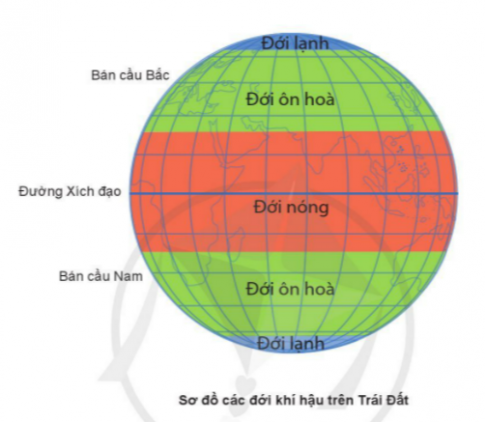 Đới lạnh
Bán cầu Bắc
Đới ôn hoà
Đường Xich đạo
Đới nóng
Bán cầu Nam
Đới ôn hoà
Đới lạnh
Sơ đồ các đới khí hậu trên Trái Đất